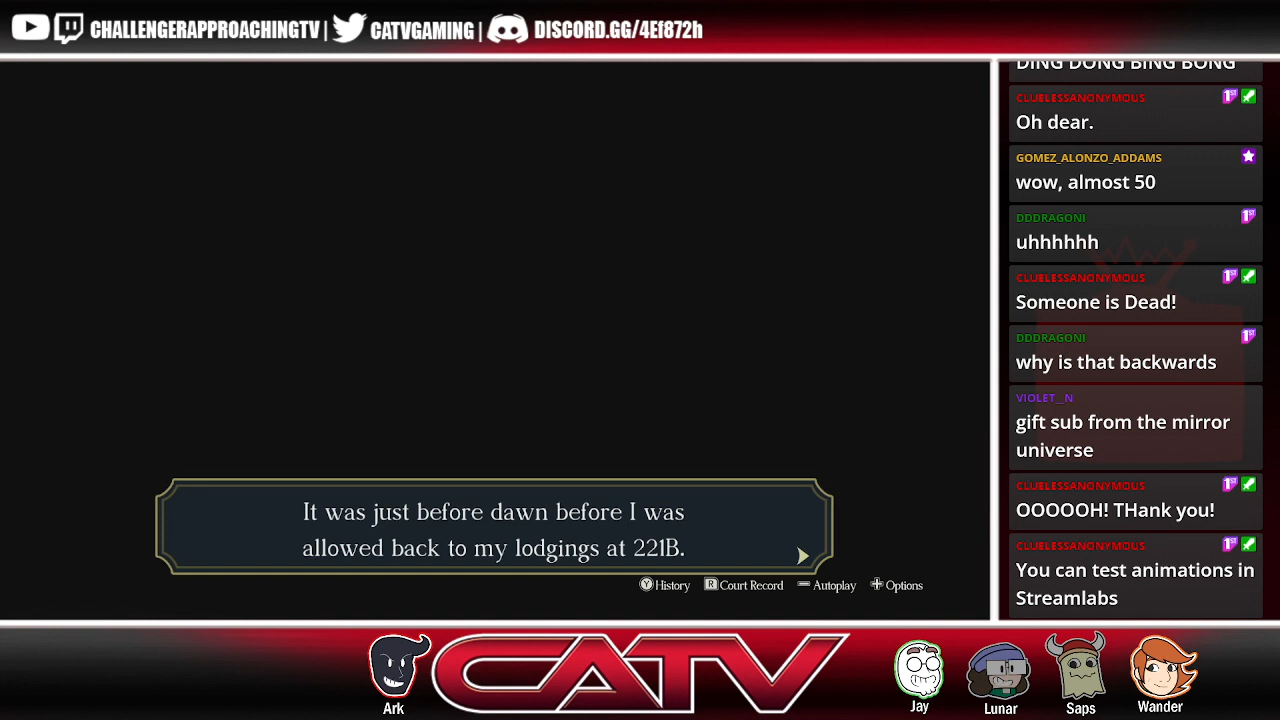 CHALLENGERAPPROACHINGTV | CATVGAMING | DISCORD.GG/4Ef872h
DING DONG BING BONG
CLUELESSANONYMOUS
Oh dear.
GOMEZ_ALONZO_ADDAMS
wow, almost 50
DDDRAGONI
uhhhhhh
CLUELESSANONYMOUS
Someone is Dead!
DDDRAGONI
why is that backwards
VIOLET__N
gift sub from the mirror
universe
CLUELESSANONYMOUS
OOOOOH! THank you!
CLUELESSANONYMOUS
You can test animations in
Streamlabs
It was just before dawn before I was
allowed back to my lodgings at 221B.
Y History R Court Record Autoplay Options
CATV
Ark
Jay
Lunar
Saps
Wander